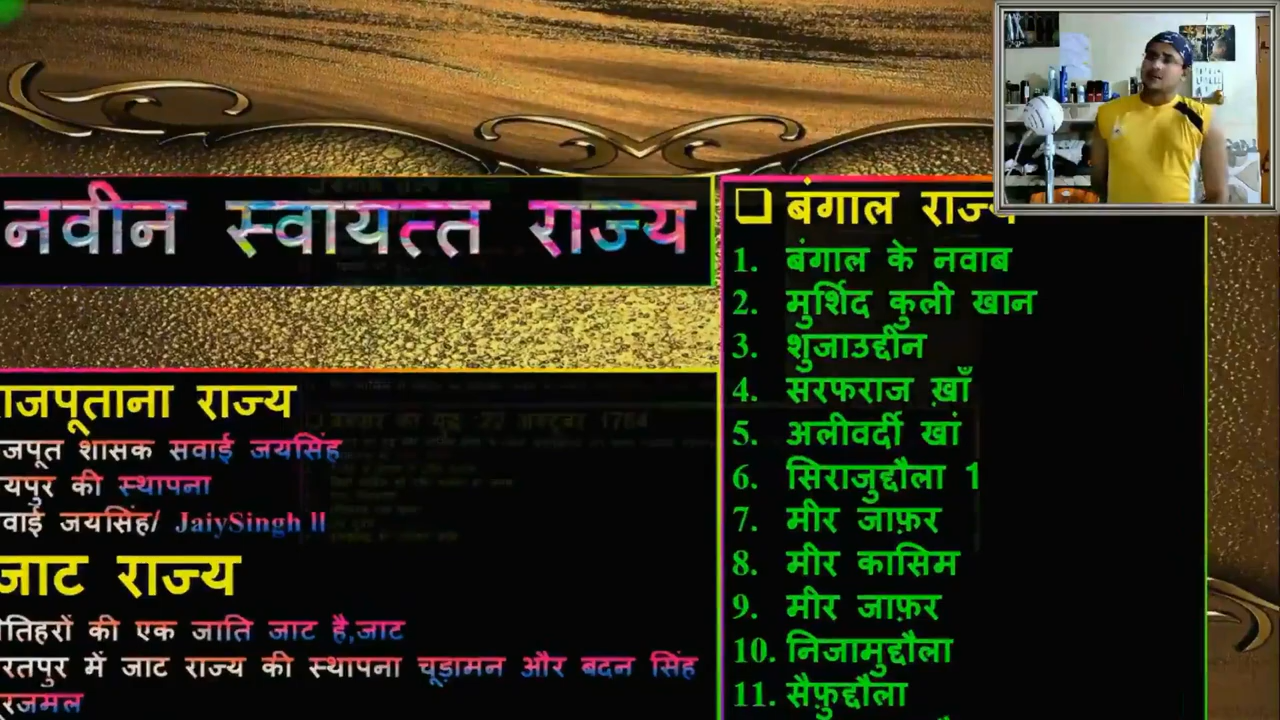 नवीन स्वायत्त राज्य
ाजपूताना राज्य
जपूत शासक सवाई जयसिंह
यपुर की स्थापना
वाई जयसिंह/ JaiySingh ll
जाट राज्य
तिहरों की एक जाति जाट है,जाट
रतपुर में जाट राज्य की स्थापना चूड़ामन और बदन सिंह
रजमल
❑ बंगाल राज्य
1. बंगाल के नवाब
2. मुर्शिद कुली खान
3. शुजाउद्दीन
4. सरफराज ख़ाँ
5. अलीवर्दी खां
6. सिराजुद्दौला 1
7. मीर जाफ़र
8. मीर कासिम
9. मीर जाफ़र
10. निजामुद्दौला
11. सैफ़ुद्दौला